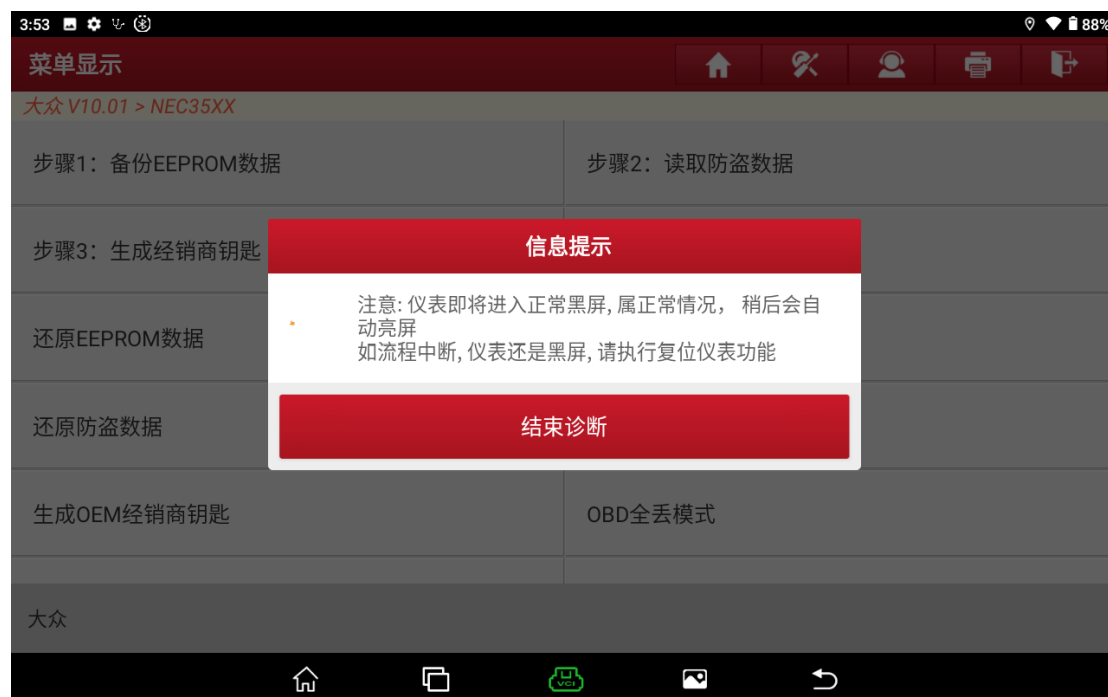 3:53
88%
菜单显示
大众 V10.01 > NEC35XX
步骤1：备份EEPROM数据
步骤2：读取防盗数据
步骤3：生成经销商钥匙
信息提示
注意: 仪表即将进入正常黑屏, 属正常情况， 稍后会自
动亮屏
如流程中断, 仪表还是黑屏, 请执行复位仪表功能
还原EEPROM数据
还原防盗数据
结束诊断
生成OEM经销商钥匙
OBD全丢模式
大众
VCI